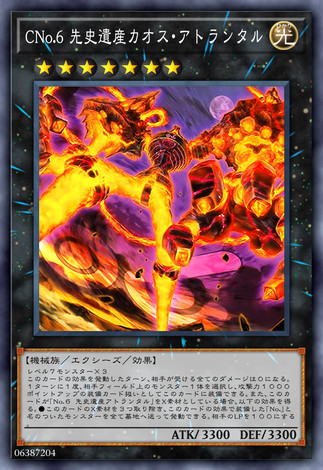 CNo.6 先史遺産カオス・アトランタル
光
【機械族／エクシーズ／効果】
レベル7モンスター×3
このカードの効果を発動したターン、相手が受ける全てのダメージは0になる。
1ターンに1度、相手フィールド上のモンスター1体を選択し、攻撃力1000
ポイントアップの装備カード扱いとしてこのカードに装備できる。また、このカ
ードが「No.6 先史遺産アトランタル」をX素材としている場合、以下の効果を得
る。●このカードのX素材を3つ取り除き、このカードの効果で装備した「No.」と
名のついたモンスターを全て墓地へ送って発動できる。相手のLPを100にする
ATK/ 3300 DEF/ 3300
06387204